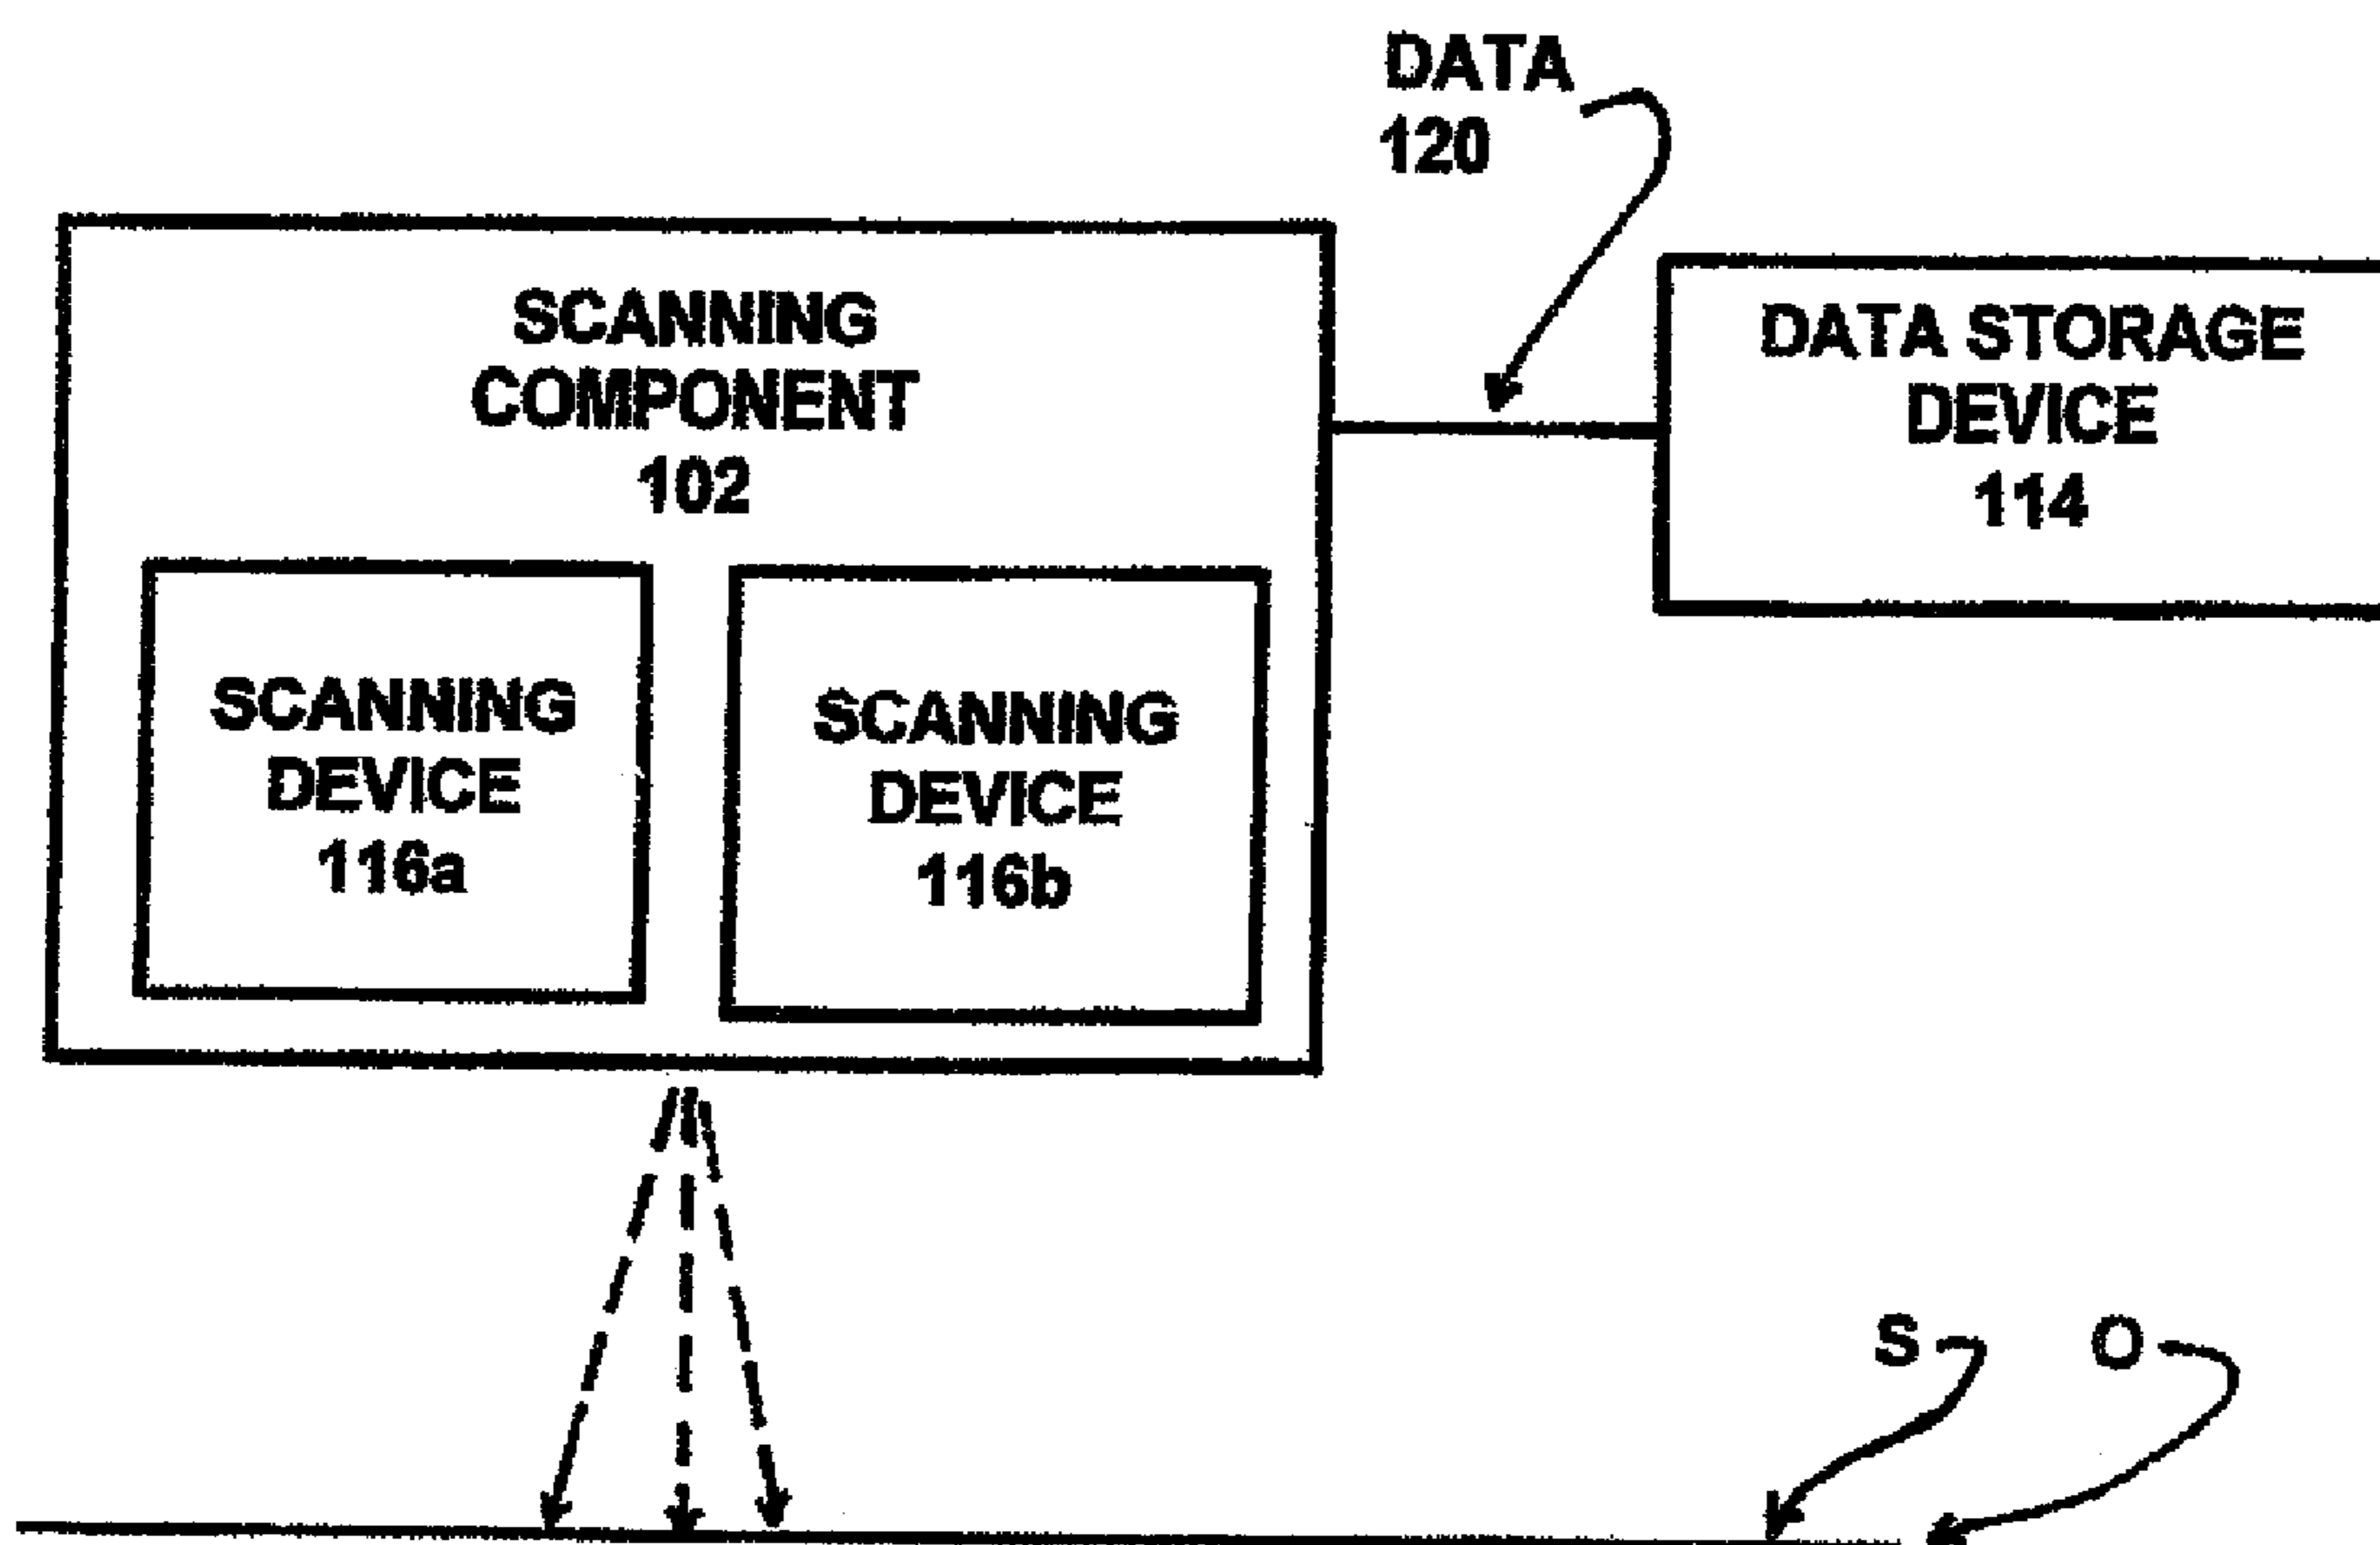 DATA
120
SCANNING
COMPONENT
102
DATA STORAGE
DEVICE
114
SCANNING
DEVICE
116a
SCANNING
DEVICE
116b
S
O